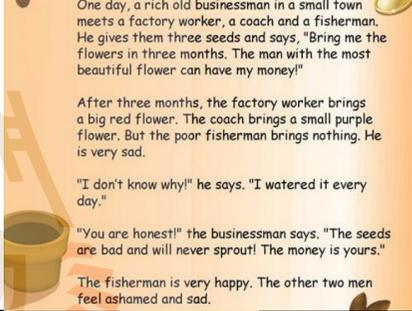 One day, a rich old businessman in a small town
meets a factory worker, a coach and a fisherman.
He gives them three seeds and says, "Bring me the
flowers in three months. The man with the most
beautiful flower can have my money!"
After three months, the factory worker brings
a big red flower. The coach brings a small purple
flower. But the poor fisherman brings nothing. He
is very sad.
"I don't know why!" he says. "I watered it every
day."
"You are honest!" the businessman says. "The seeds
are bad and will never sprout! The money is yours."
The fisherman is very happy. The other two men
feel ashamed and sad.